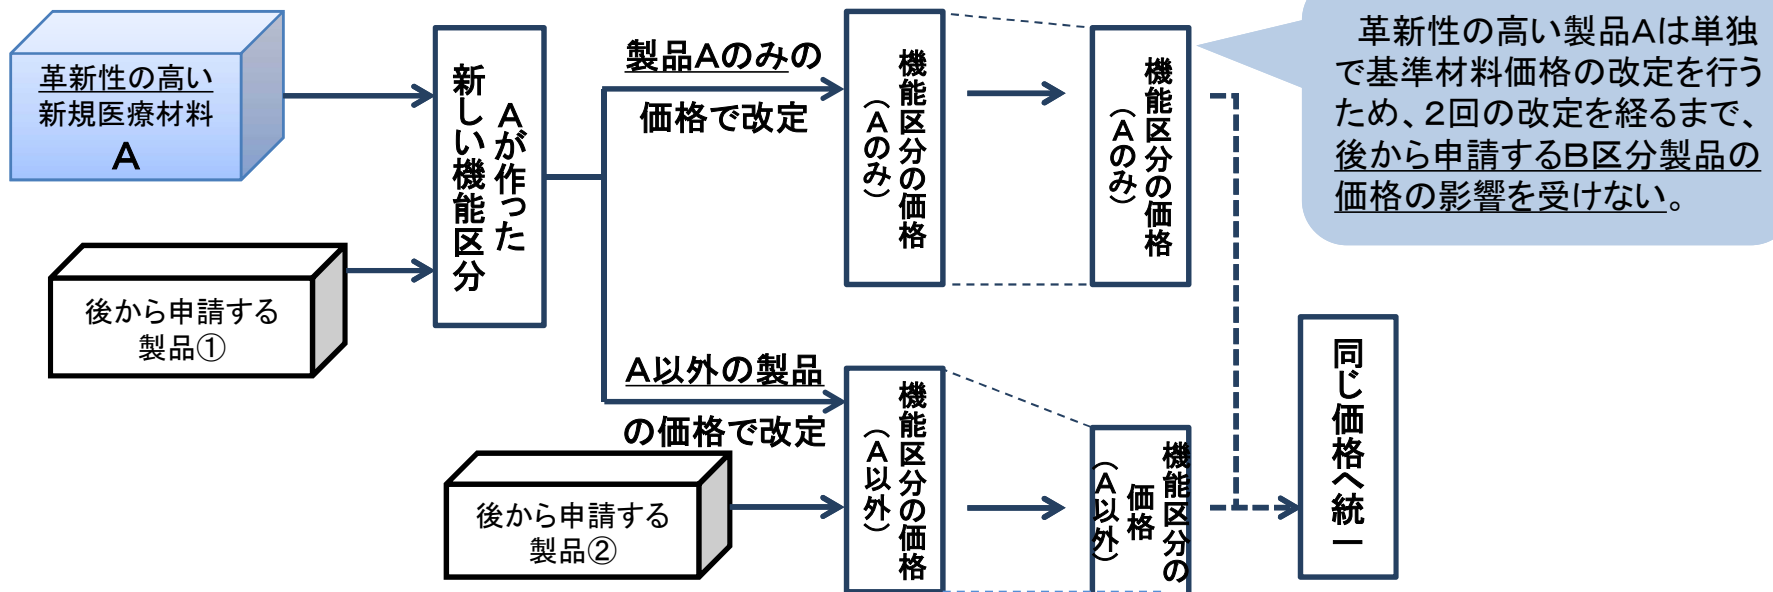 革新性の高い
新規医療材料
A
後から申請する
製品①
Aが作った
新しい機能区分
製品Aのみの
価格で改定
機能区分の価格
（Aのみ）
機能区分の価格
（Aのみ）
革新性の高い製品Aは単独
で基準材料価格の改定を行う
ため、２回の改定を経るまで、
後から申請するB区分製品の
価格の影響を受けない。
A以外の製品
の価格で改定
後から申請する
製品②
機能区分の価格
（A以外）
機能区分の
価格
（A以外）
同じ価格へ統一